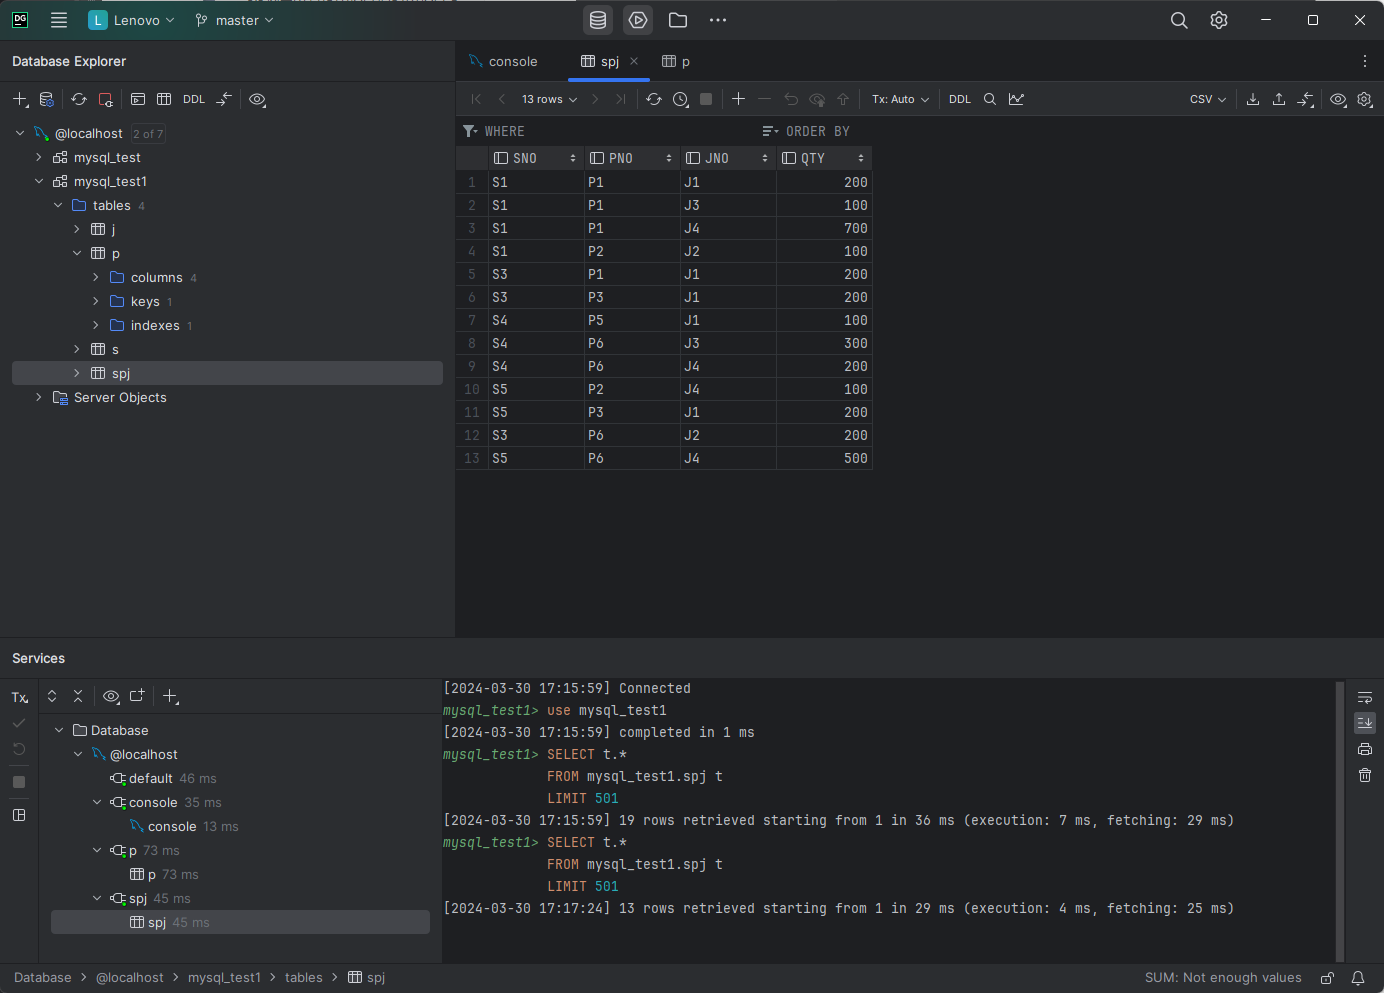 DG
L Lenovo master
Database Explorer
DDL
@localhost 2 of 7
mysql_test
mysql_test1
tables 4
j
p
columns 4
keys 1
indexes 1
s
spj
Server Objects
console spj p
13 rows Tx: Auto DDL CSV
WHERE ORDER BY
SNO PNO JNO QTY
1 S1 P1 J1 200
2 S1 P1 J3 100
3 S1 P1 J4 700
4 S1 P2 J2 100
5 S3 P1 J1 200
6 S3 P3 J1 200
7 S4 P5 J1 100
8 S4 P6 J3 300
9 S4 P6 J4 200
10 S5 P2 J4 100
11 S5 P3 J1 200
12 S3 P6 J2 200
13 S5 P6 J4 500
Services
Tx
Database
@localhost
default 46 ms
console 35 ms
console 13 ms
p 73 ms
p 73 ms
spj 45 ms
spj 45 ms
[2024-03-30 17:15:59] Connected
mysql_test1> use mysql_test1
[2024-03-30 17:15:59] completed in 1 ms
mysql_test1> SELECT t.*
FROM mysql_test1.spj t
LIMIT 501
[2024-03-30 17:15:59] 19 rows retrieved starting from 1 in 36 ms (execution: 7 ms, fetching: 29 ms)
mysql_test1> SELECT t.*
FROM mysql_test1.spj t
LIMIT 501
[2024-03-30 17:17:24] 13 rows retrieved starting from 1 in 29 ms (execution: 4 ms, fetching: 25 ms)
Database > @localhost > mysql_test1 > tables > spj
SUM: Not enough values